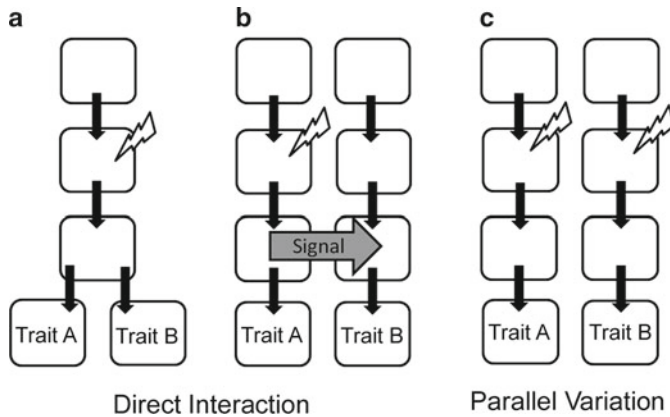 a b c
Signal
Trait A Trait B Trait A Trait B Trait A Trait B
Direct Interaction Parallel Variation